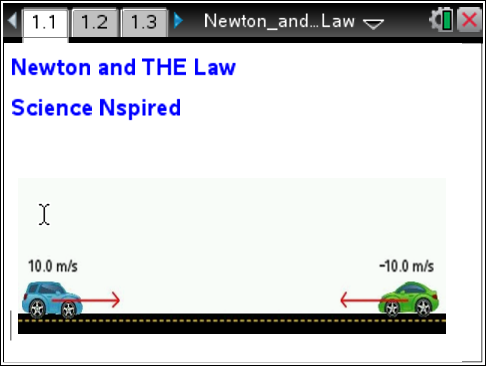 1.1 1.2 1.3 Newton_and...Law
Newton and THE Law
Science Nspired
10.0 m/s -10.0 m/s